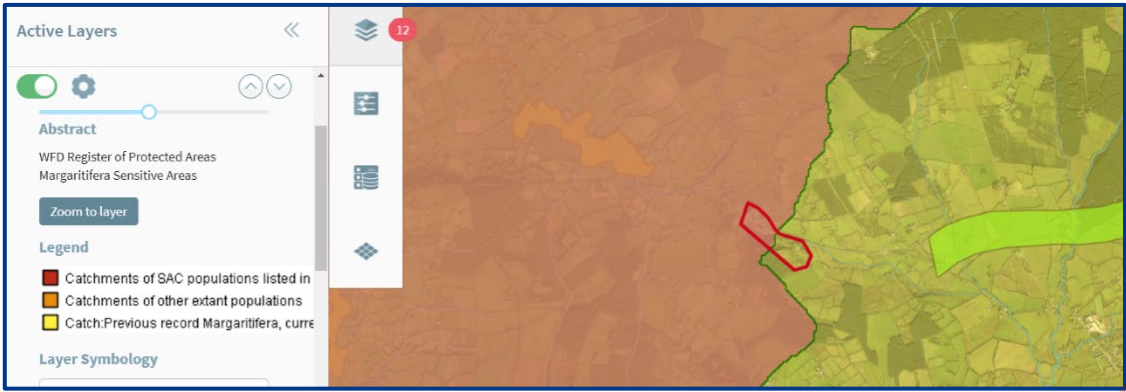 Active Layers
12
Abstract
WFD Register of Protected Areas
Margaritifera Sensitive Areas
Zoom to layer
Legend
Catchments of SAC populations listed in
Catchments of other extant populations
Catch:Previous record Margaritifera, curre
Layer Symbology